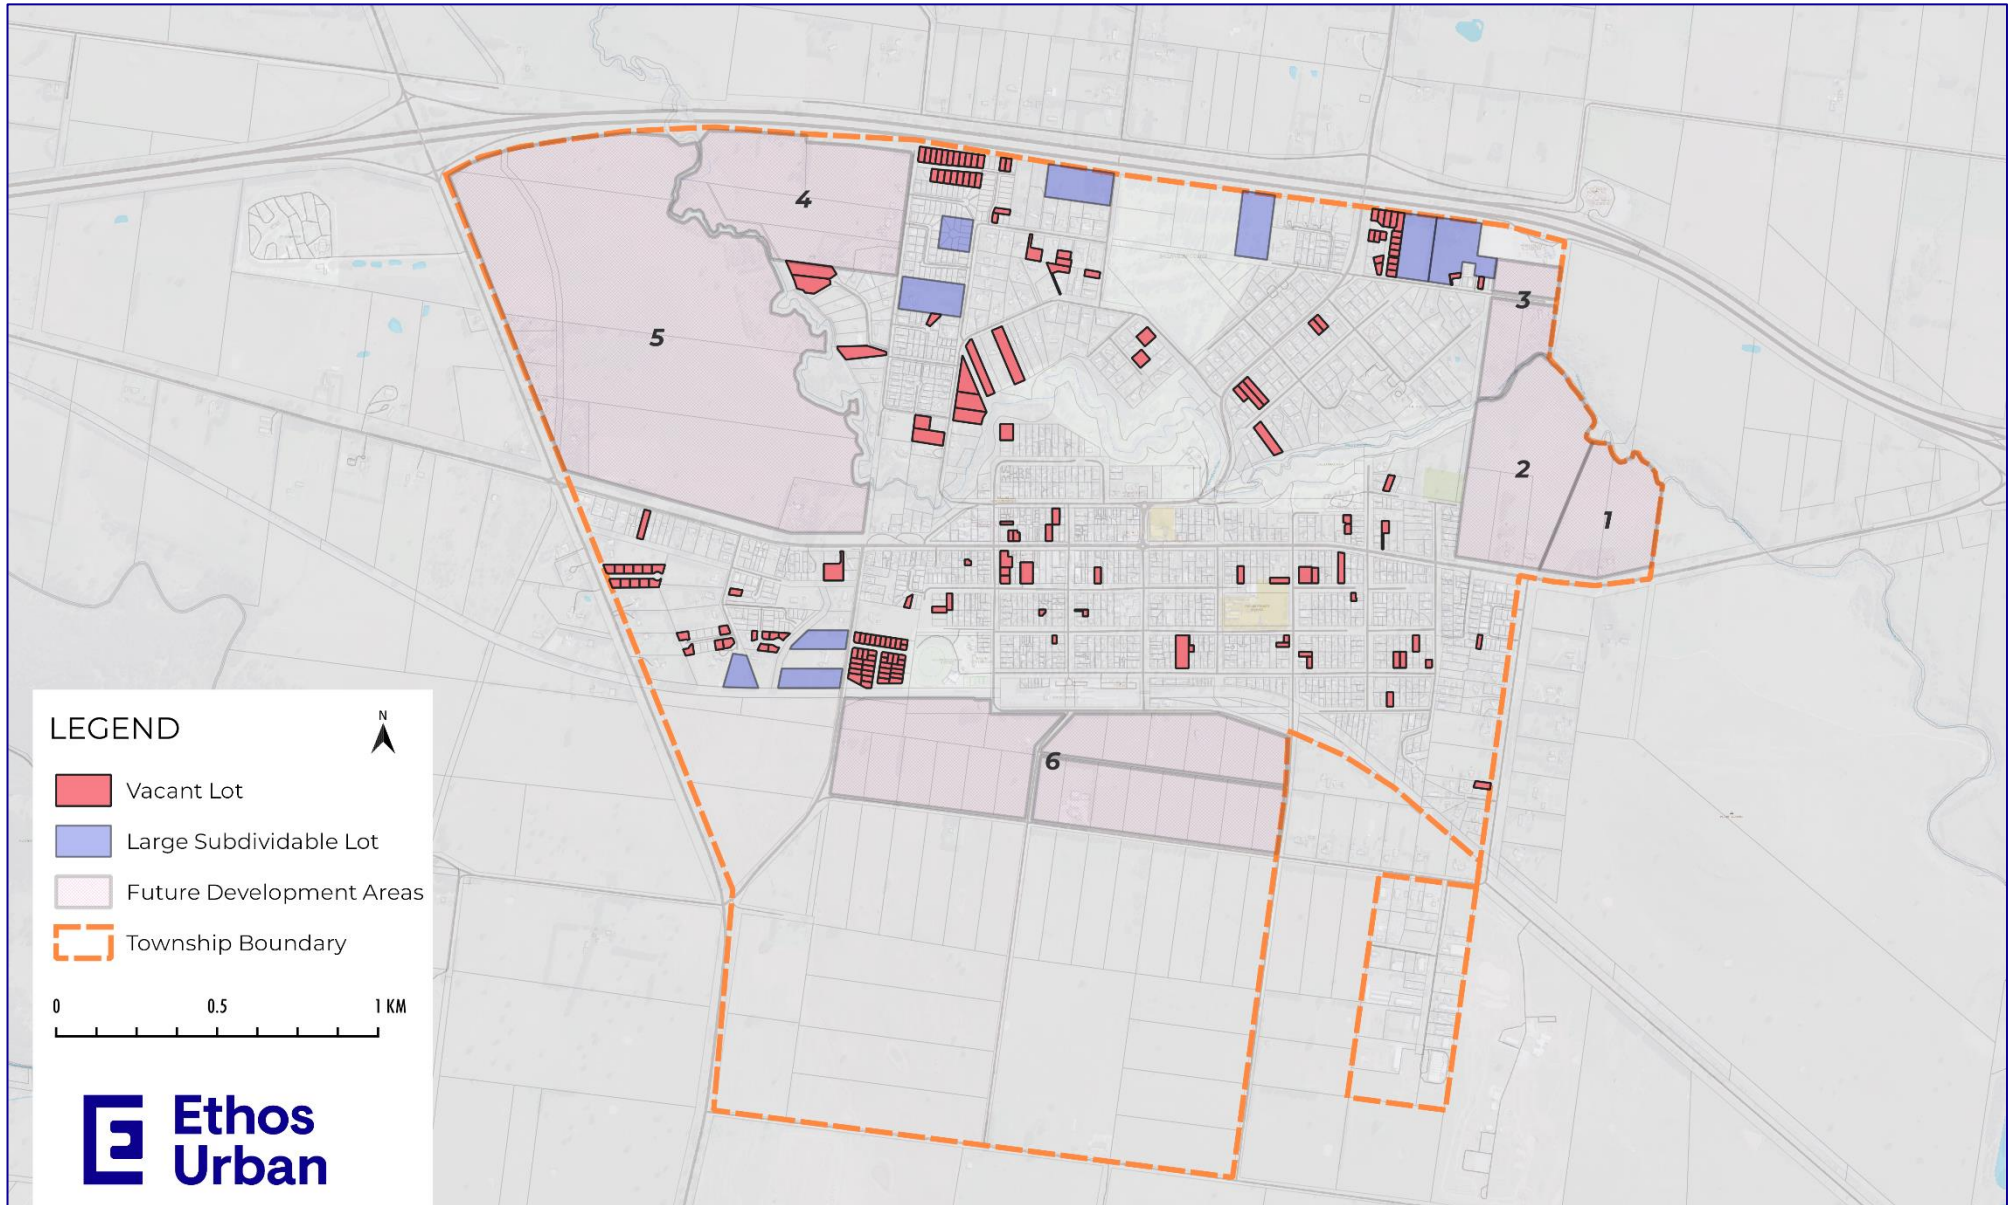 4
5
3
2
1
6
LEGEND
N
Vacant Lot
Large Subdividable Lot
Future Development Areas
Township Boundary
0 0.5 1 KM
Ethos
Urban